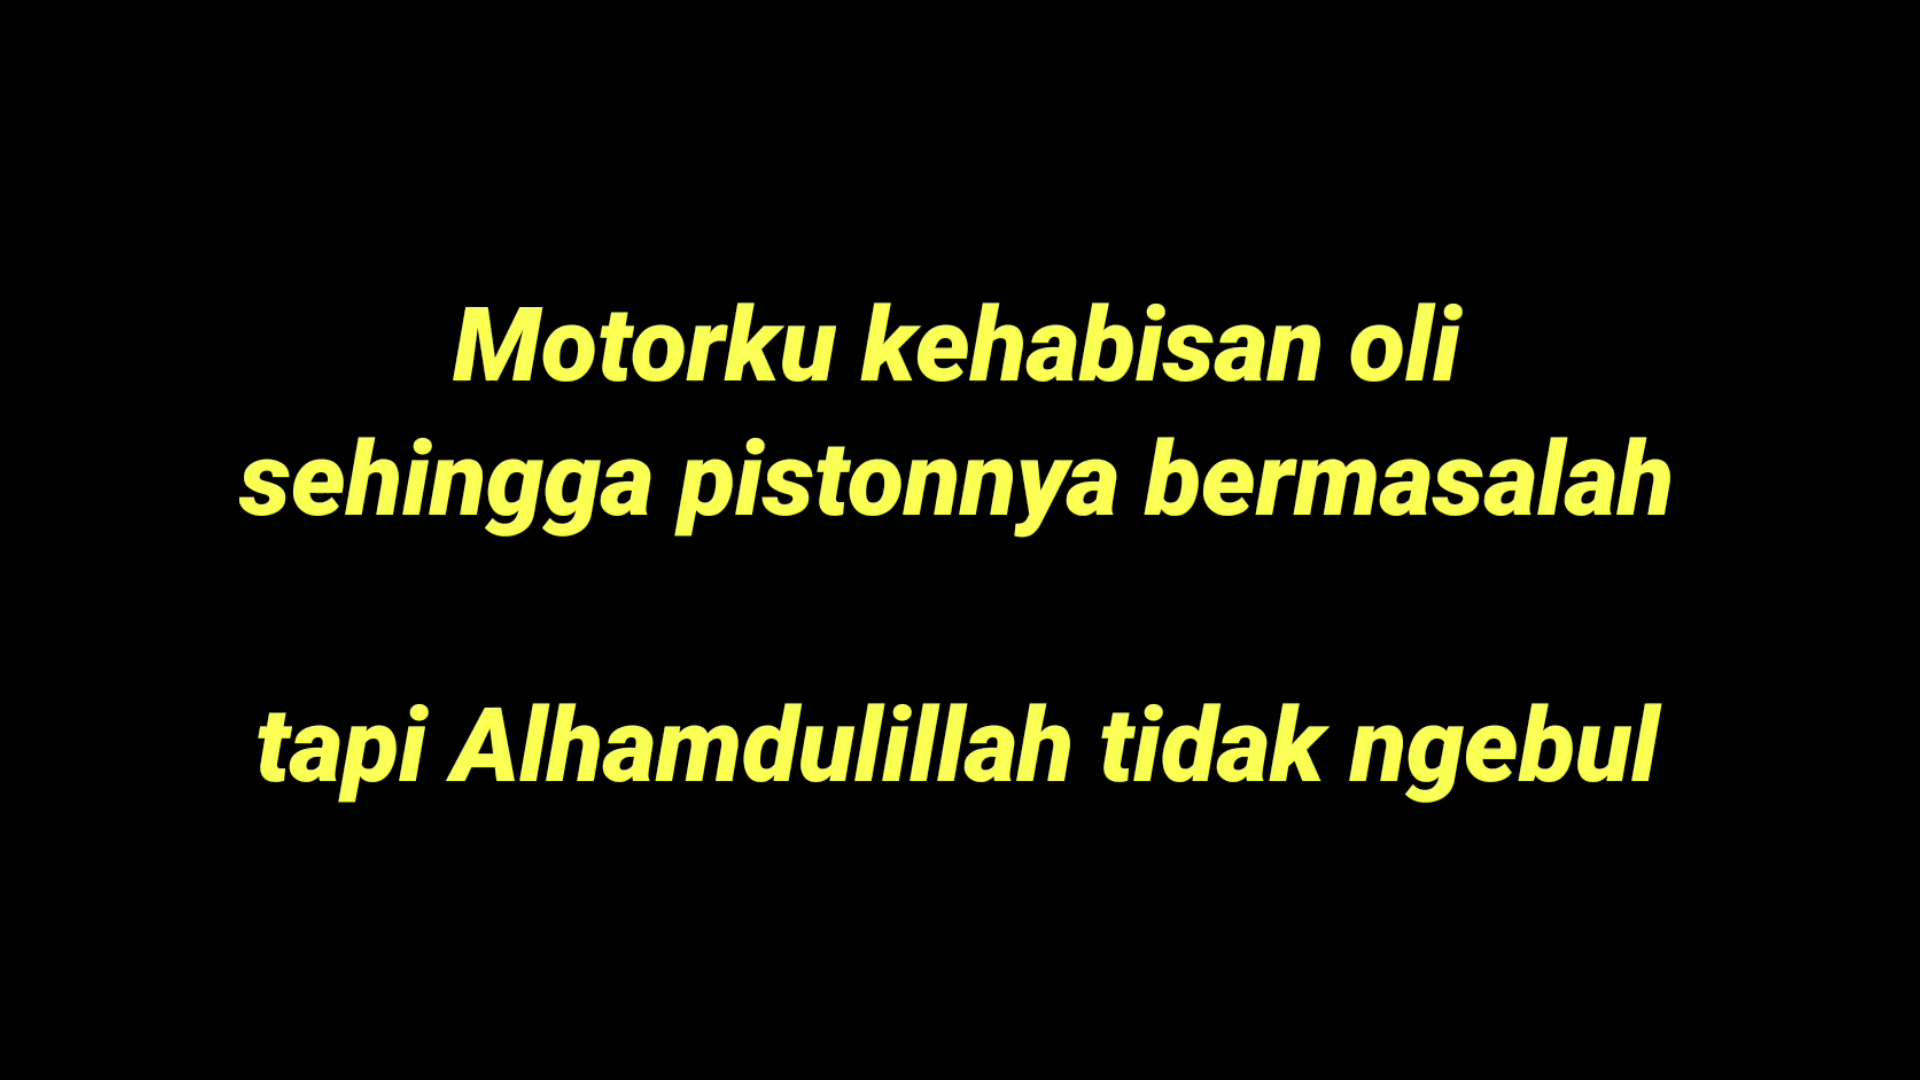 Motorku kehabisan oli
sehingga pistonnya bermasalah
tapi Alhamdulillah tidak ngebul